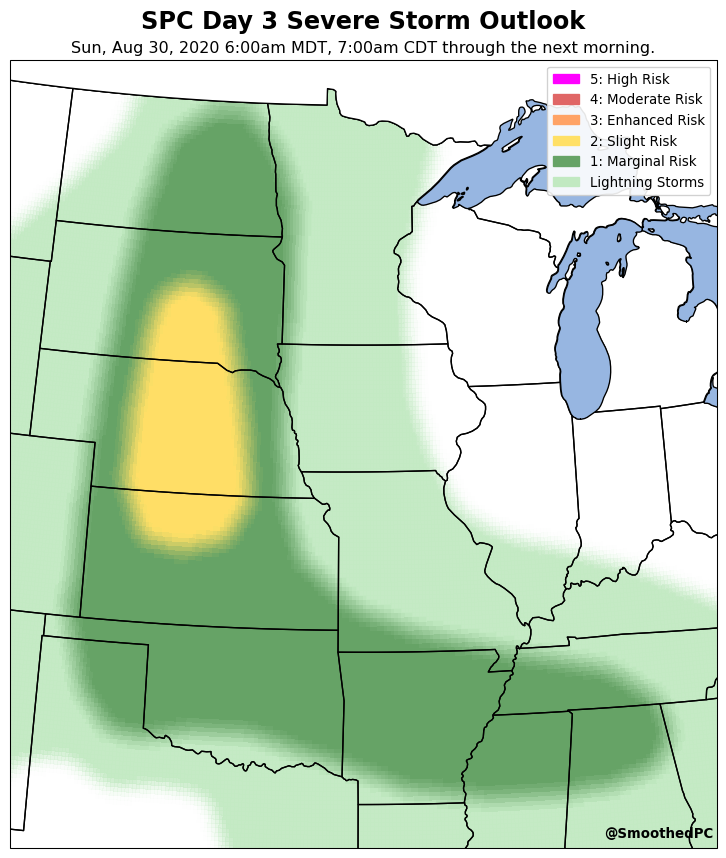 SPC Day 3 Severe Storm Outlook
Sun, Aug 30, 2020 6:00am MDT, 7:00am CDT through the next morning.
5: High Risk
4: Moderate Risk
3: Enhanced Risk
2: Slight Risk
1: Marginal Risk
Lightning Storms
@SmoothedPC